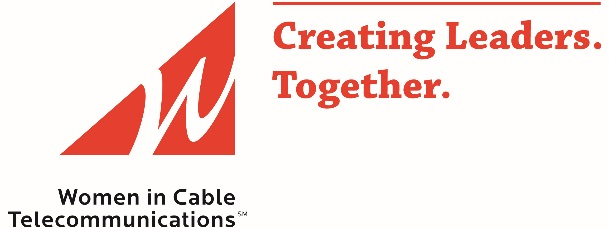 W
Women in Cable
Telecommunications℠
Creating Leaders.
Together.